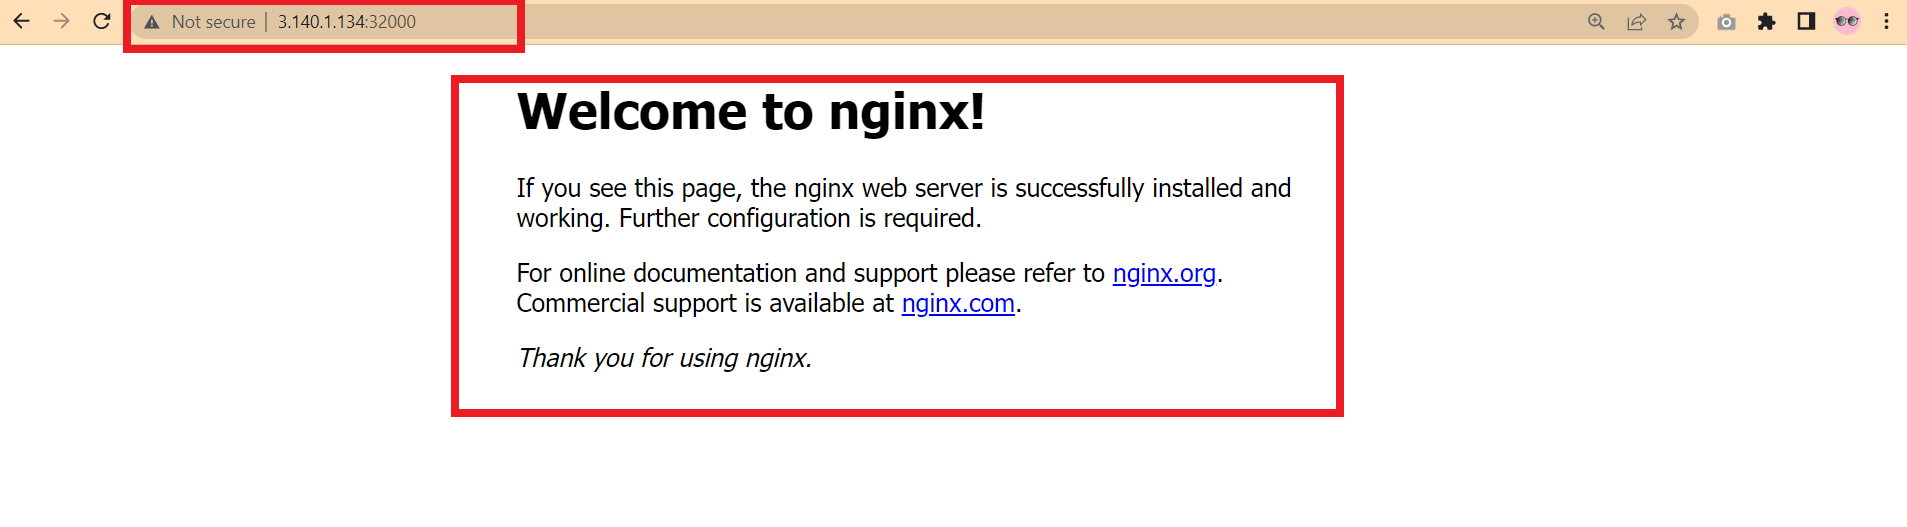 Not secure | 3.140.1.134:32000
Welcome to nginx!
If you see this page, the nginx web server is successfully installed and
working. Further configuration is required.
For online documentation and support please refer to nginx.org.
Commercial support is available at nginx.com.
Thank you for using nginx.